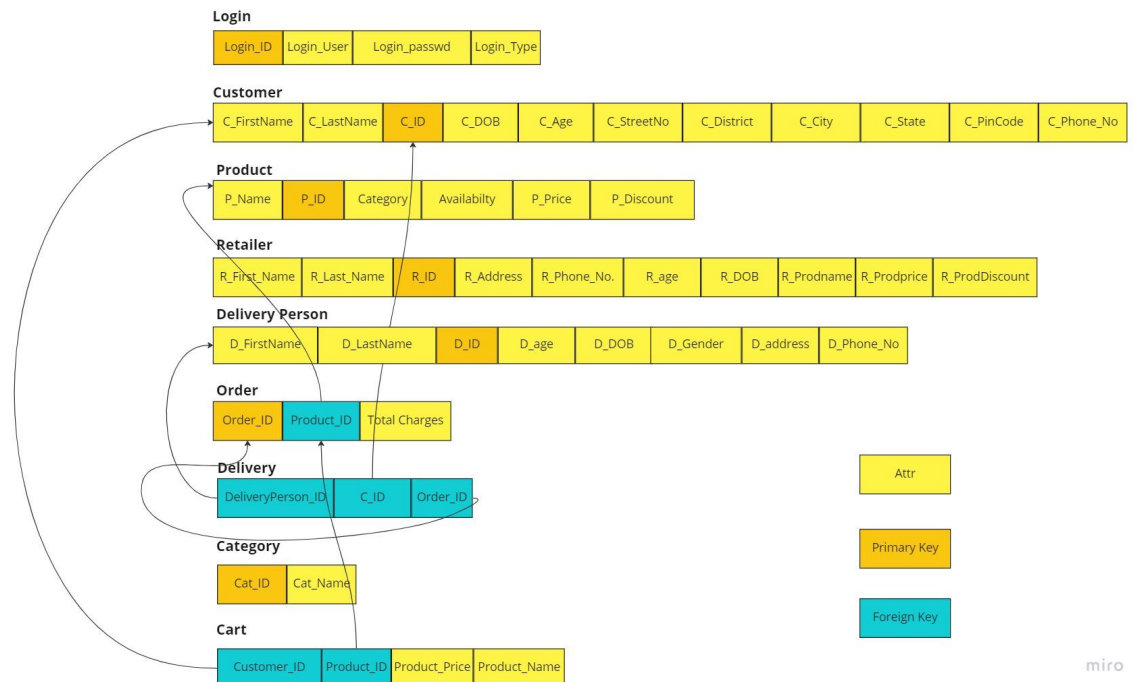 Login
Login_ID Login_User Login_passwd Login_Type
Customer
C_FirstName C_LastName C_ID C_DOB C_Age C_StreetNo C_District C_City C_State C_PinCode C_Phone_No
Product
P_Name P_ID Category Availabilty P_Price P_Discount
Retailer
R_First_Name R_Last_Name R_ID R_Address R_Phone_No. R_age R_DOB R_Prodname R_Prodprice R_ProdDiscount
Delivery Person
D_FirstName D_LastName D_ID D_age D_DOB D_Gender D_address D_Phone_No
Order
Order_ID Product_ID Total Charges
Delivery
DeliveryPerson_ID C_ID Order_ID
Category
Cat_ID Cat_Name
Cart
Customer_ID Product_ID Product_Price Product_Name
Attr
Primary Key
Foreign Key
miro